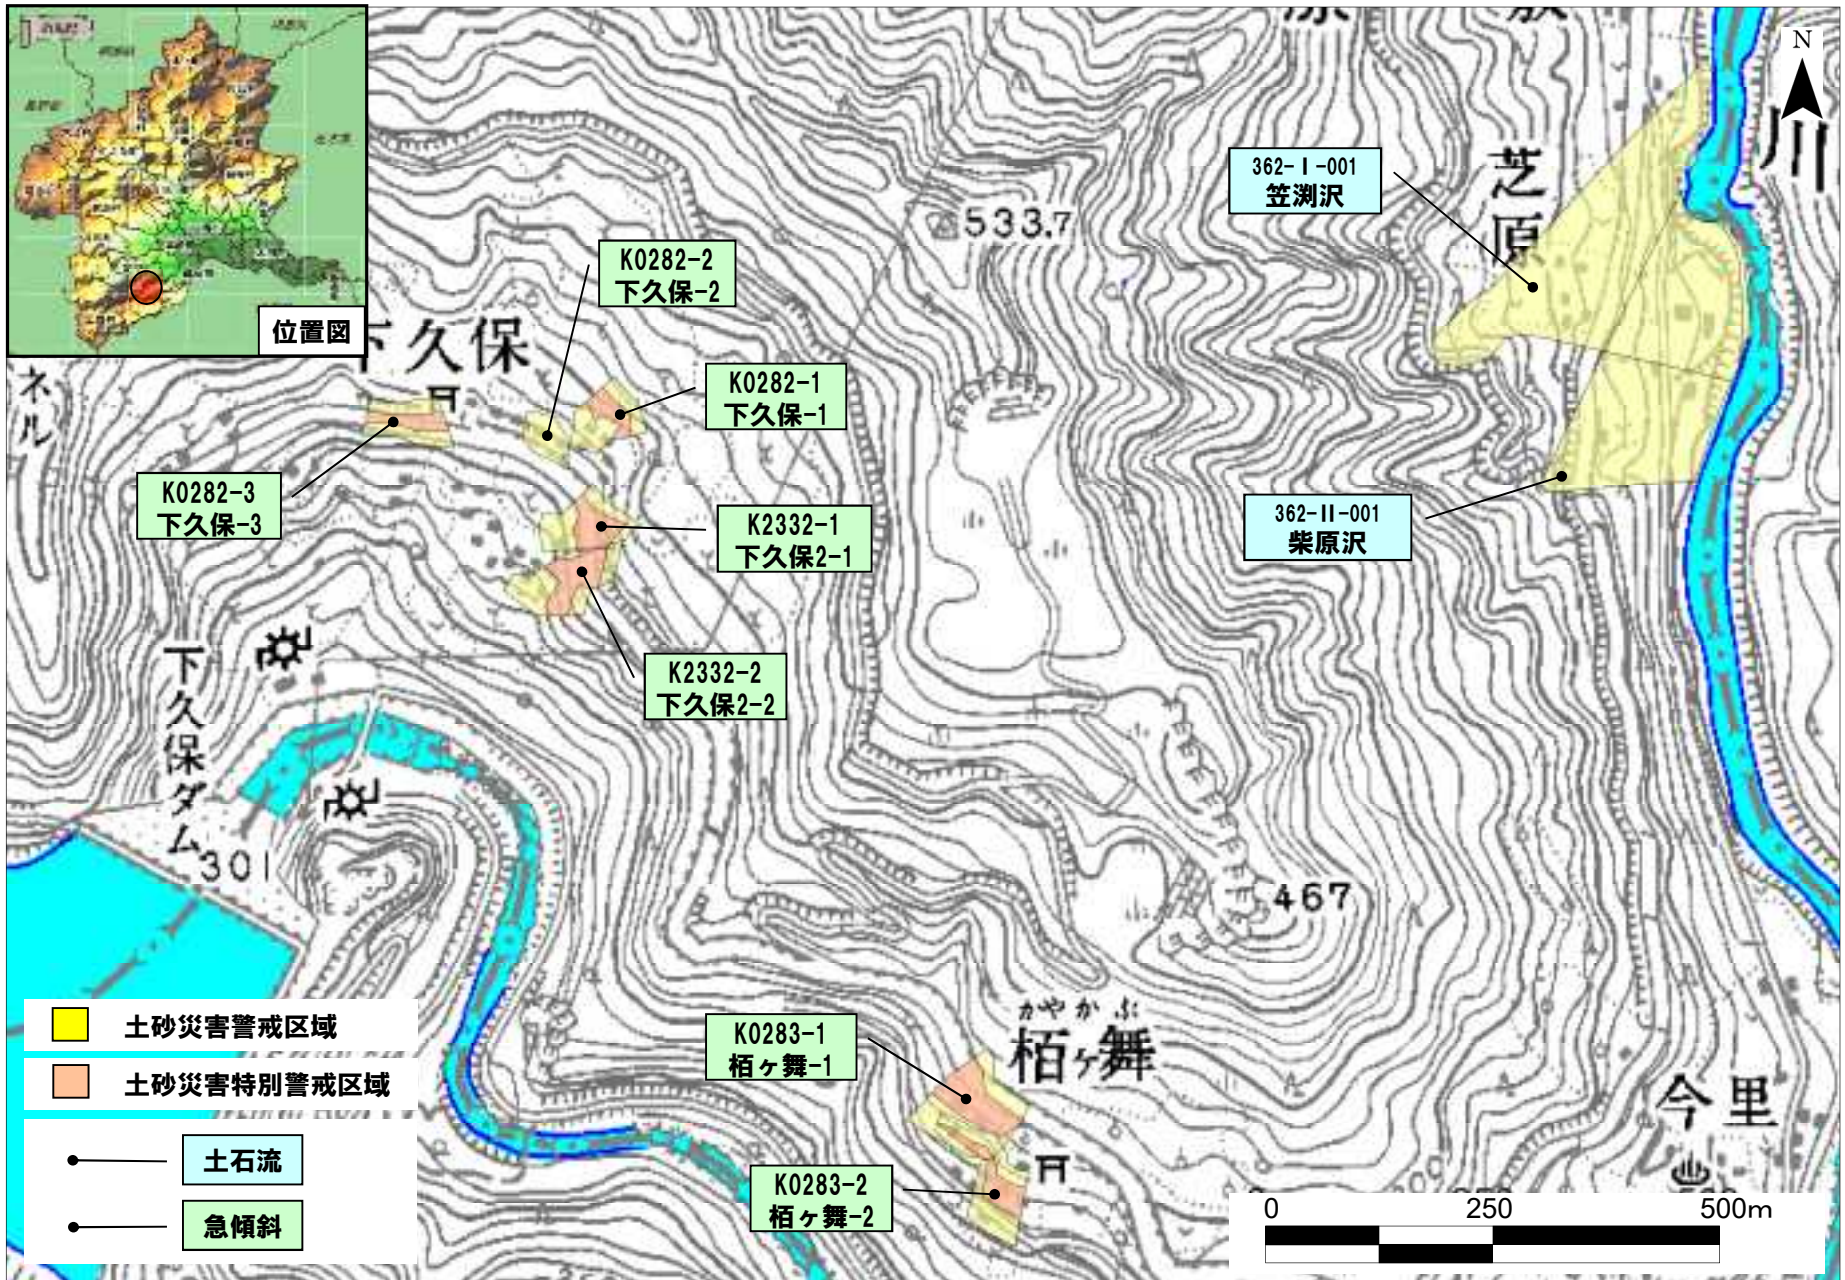 位置図
N
川
芝原
533.7
362-Ⅰ-001
笠渕沢
K0282-2
下久保-2
下久保
K0282-1
下久保-1
ネル
K0282-3
下久保-3
K2332-1
下久保2-1
362-Ⅱ-001
柴原沢
K2332-2
下久保2-2
下久保ダム
301
467
かやかぶ
栢ヶ舞
K0283-1
栢ヶ舞-1
今里
K0283-2
栢ヶ舞-2
土砂災害警戒区域
土砂災害特別警戒区域
土石流
急傾斜
0 250 500m